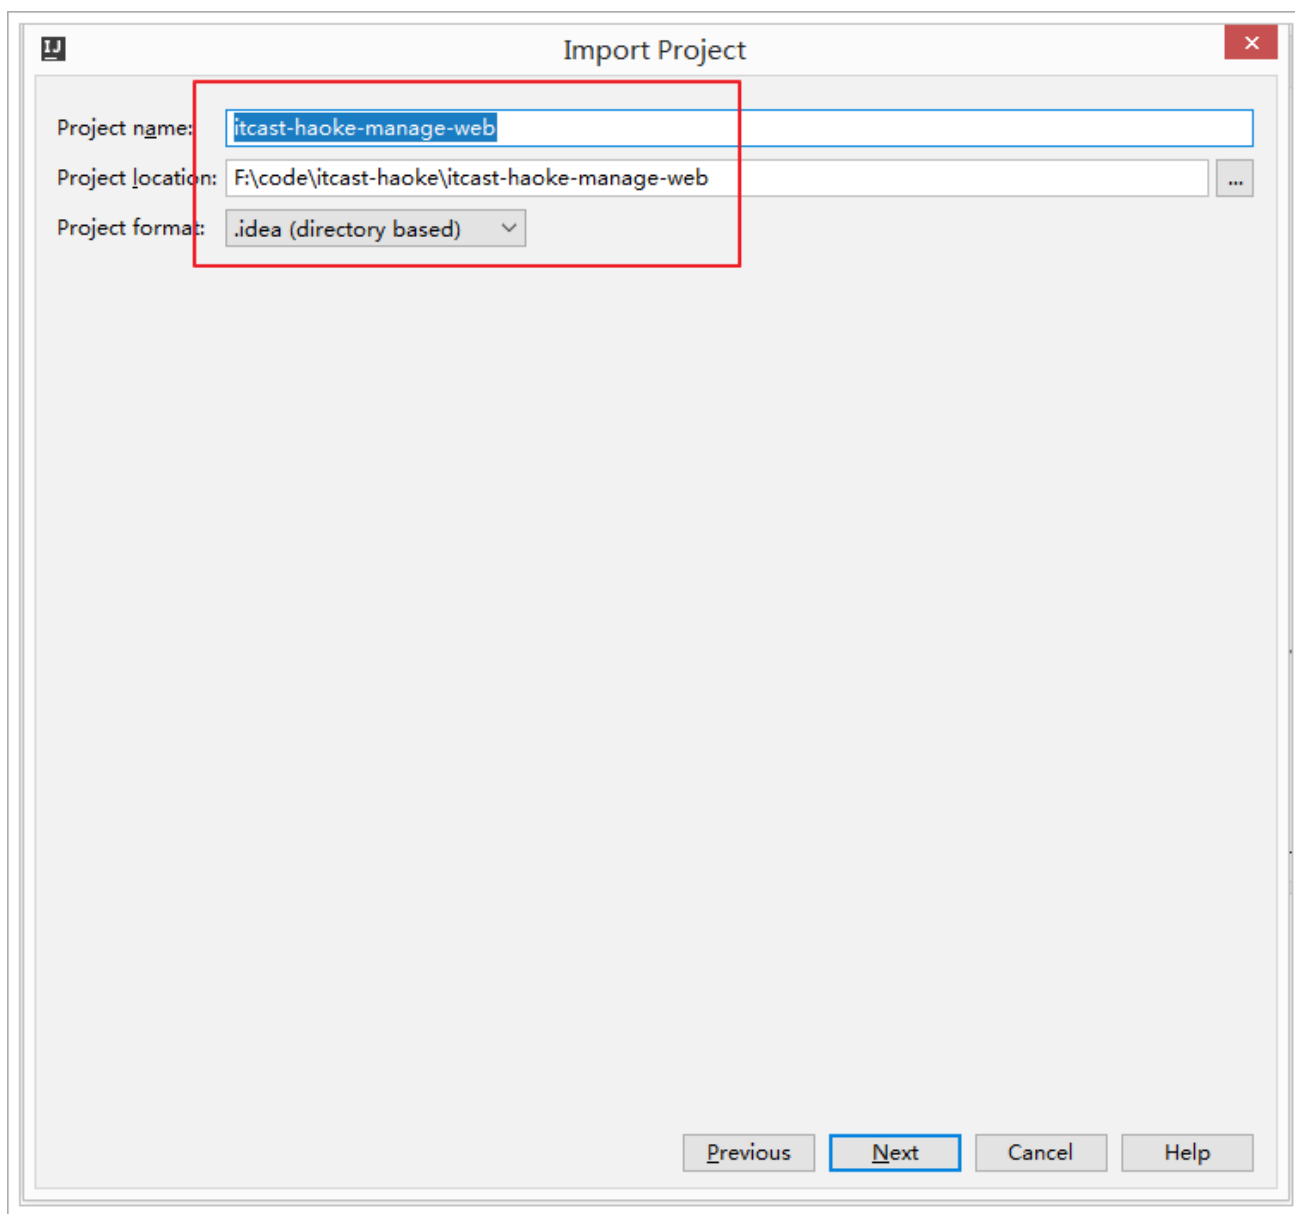 IJ
Import Project
Project name: itcast-haoke-manage-web
Project location: F:\code\itcast-haoke\itcast-haoke-manage-web ...
Project format: .idea (directory based)
Previous Next Cancel Help